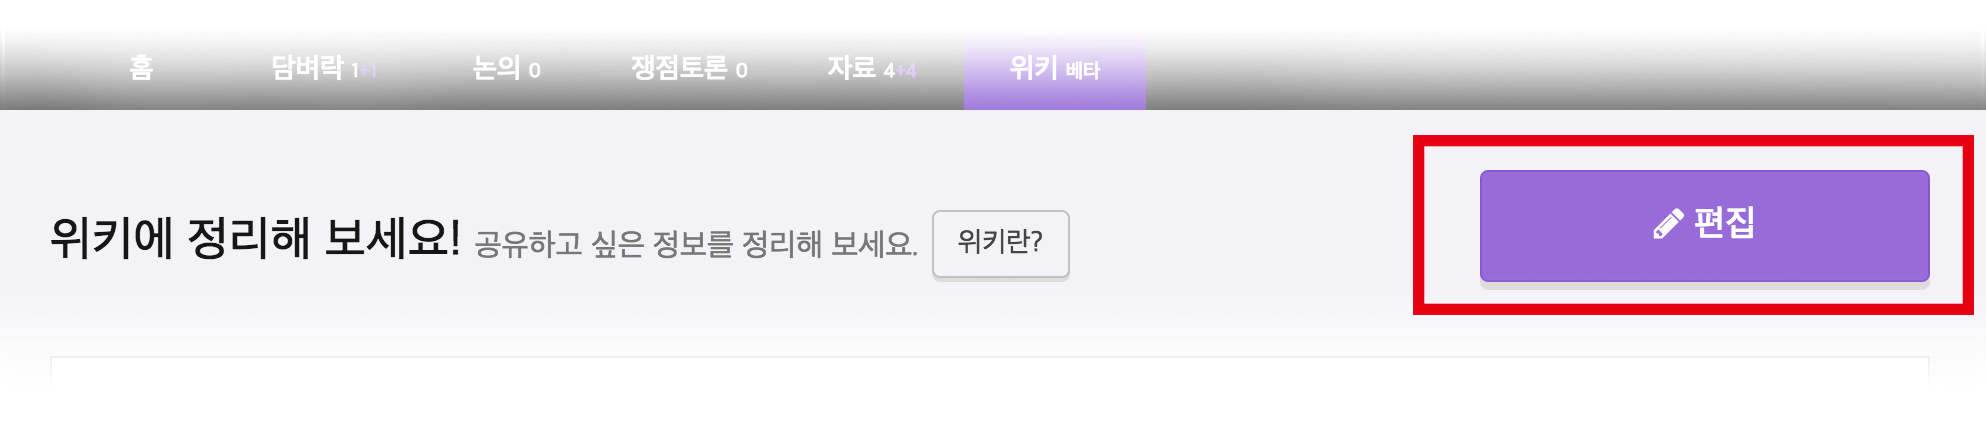 홈 담벼락 1+1 논의 0 쟁점토론 0 자료 4+4 위키 베타
편집
위키에 정리해 보세요! 공유하고 싶은 정보를 정리해 보세요. 위키란?